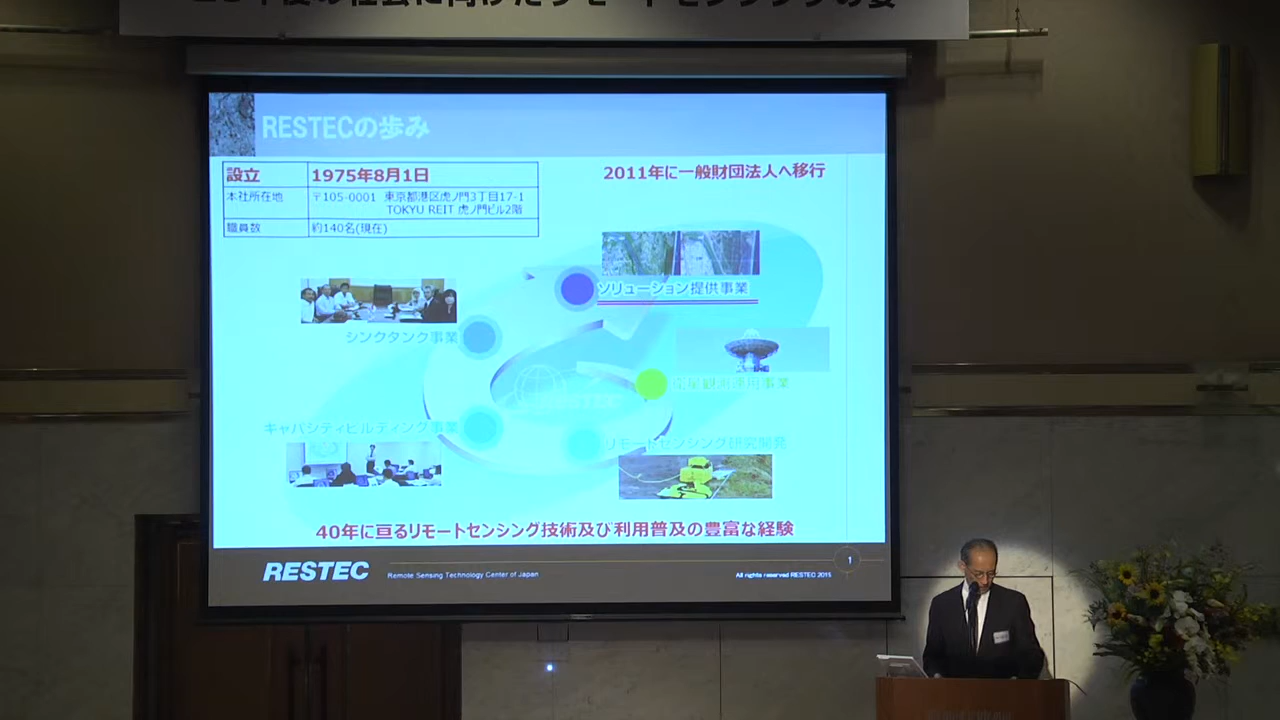 RESTECの歩み
設立 1975年8月1日
本社所在地 〒105-0001 東京都港区虎ノ門3丁目17-1
TOKYU REIT 虎ノ門ビル2階
職員数 約140名(現在)
2011年に一般財団法人へ移行
ソリューション提供事業
シンクタンク事業
衛星観測運用事業
キャパシティビルディング事業
リモートセンシング研究開発
40年に亘るリモートセンシング技術及び利用普及の豊富な経験
RESTEC Remote Sensing Technology Center of Japan
All rights reserved RESTEC 2015
1